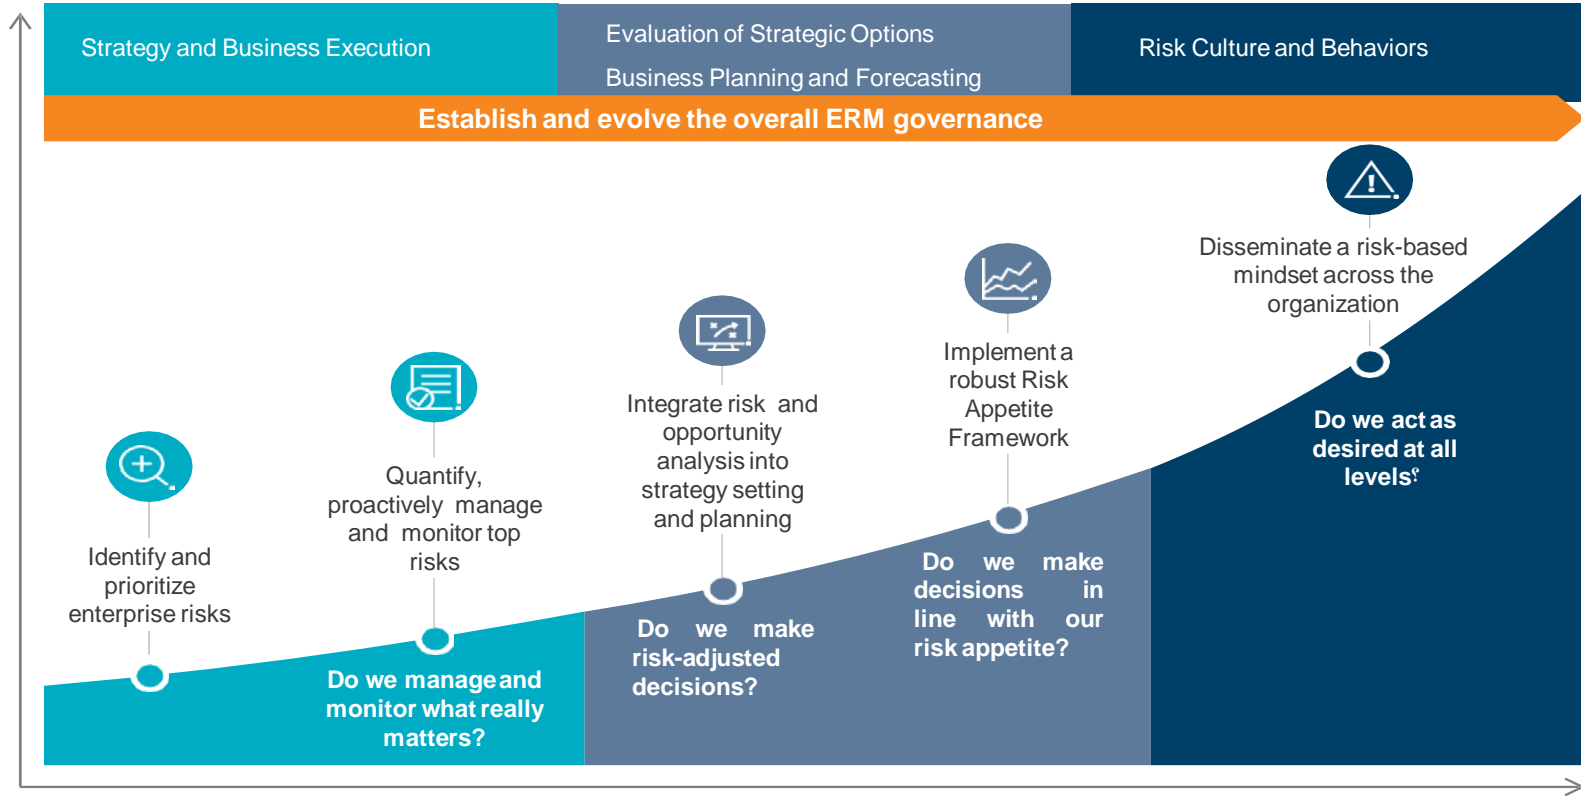 Strategy and Business Execution
Evaluation of Strategic Options
Business Planning and Forecasting
Risk Culture and Behaviors
Establish and evolve the overall ERM governance
Identify and
prioritize
enterprise risks
Quantify,
proactively manage
and monitor top
risks
Do we manage and
monitor what really
matters?
Integrate risk and
opportunity
analysis into
strategy setting
and planning
Do we make
risk-adjusted
decisions?
Implement a
robust Risk
Appetite
Framework
Do we make
decisions in
line with our
risk appetite?
Disseminate a risk-based
mindset across the
organization
Do we act as
desired at all
levels؟